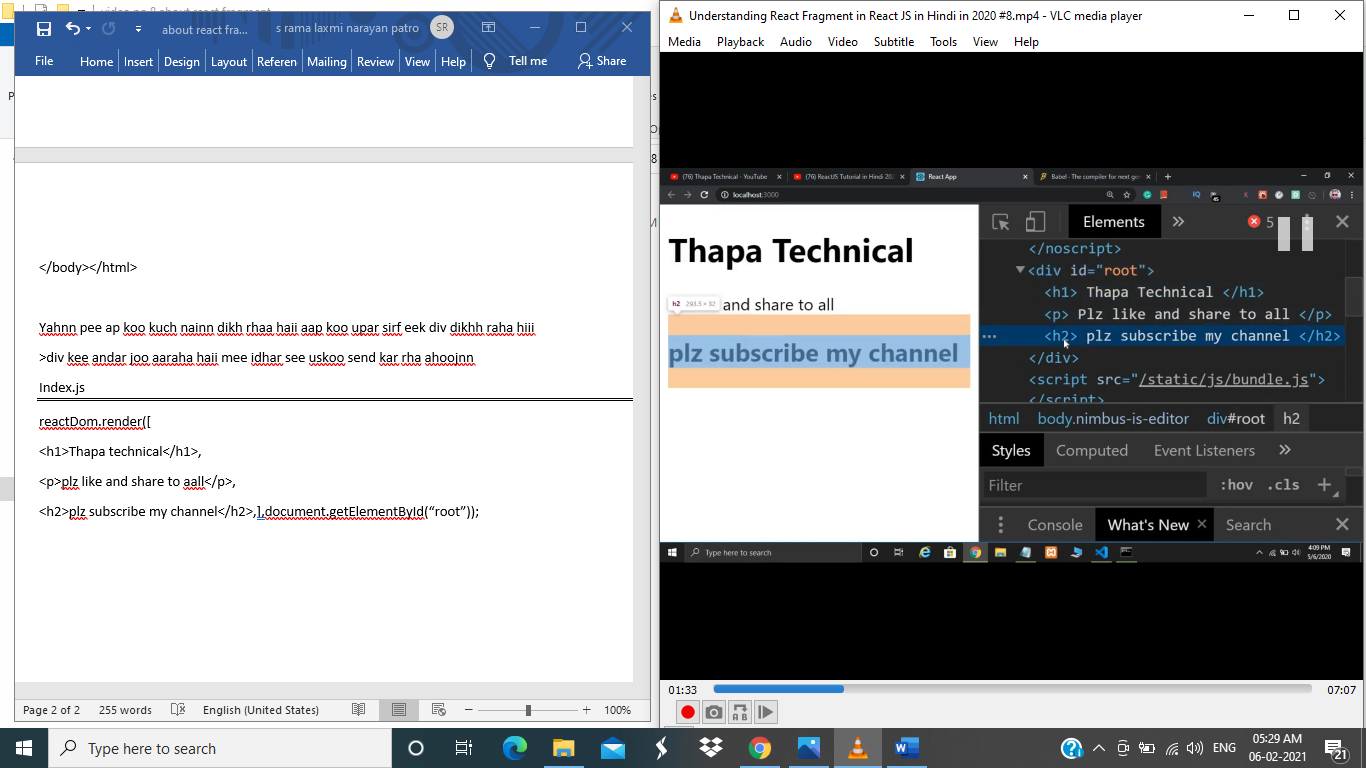 video no 8 about react fragment
about react fra...
s rama laxmi narayan patro
SR
File
Home
Insert
Design
Layout
Referen
Mailing
Review
View
Help
Tell me
Share
</body></html>
Yahnn pee ap koo kuch nainn dikh rhaa haii aap koo upar sirf eek div dikhh raha hiii
>div kee andar joo aaraha haii mee idhar see uskoo send kar rha ahoojnn
Index.js
reactDom.render([
<h1>Thapa technical</h1>,
<p>plz like and share to aall</p>,
<h2>plz subscribe my channel</h2>,],document.getElementById(“root”));
Page 2 of 2
255 words
English (United States)
100%
Understanding React Fragment in React JS in Hindi in 2020 #8.mp4 - VLC media player
Media
Playback
Audio
Video
Subtitle
Tools
View
Help
(76) Thapa Technical - YouTube
(76) ReactJS Tutorial in Hindi 202
React App
Babel - The compiler for next ge
localhost:3000
Thapa Technical
h2 293.5 × 32
and share to all
plz subscribe my channel
Elements
5
</noscript>
<div id="root">
<h1> Thapa Technical </h1>
<p> Plz like and share to all </p>
<h2> plz subscribe my channel </h2>
</div>
<script src="/static/js/bundle.js">
</script>
html
body.nimbus-is-editor
div#root
h2
Styles
Computed
Event Listeners
Filter
:hov
.cls
Console
What's New
Search
Type here to search
4:09 PM
5/6/2020
01:33
07:07
Type here to search
ENG
05:29 AM
06-02-2021
21